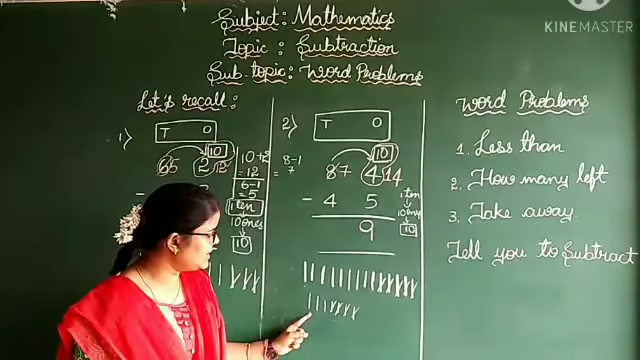 KINEMASTER
Subject: Mathematics
Topic: Subtraction
Sub-topic: Word Problems
Let's recall:
1)
T O
10
6 5 2 12
10+2
= 12
6-1
= 5
1 ten
10 ones
10
2)
T O
10
8-1
7
8 7 4 14
- 4 5
9
1 ten
10 ones
10
Word Problems
1. Less than
2. How many left
3. Take away
Tell you to Subtract